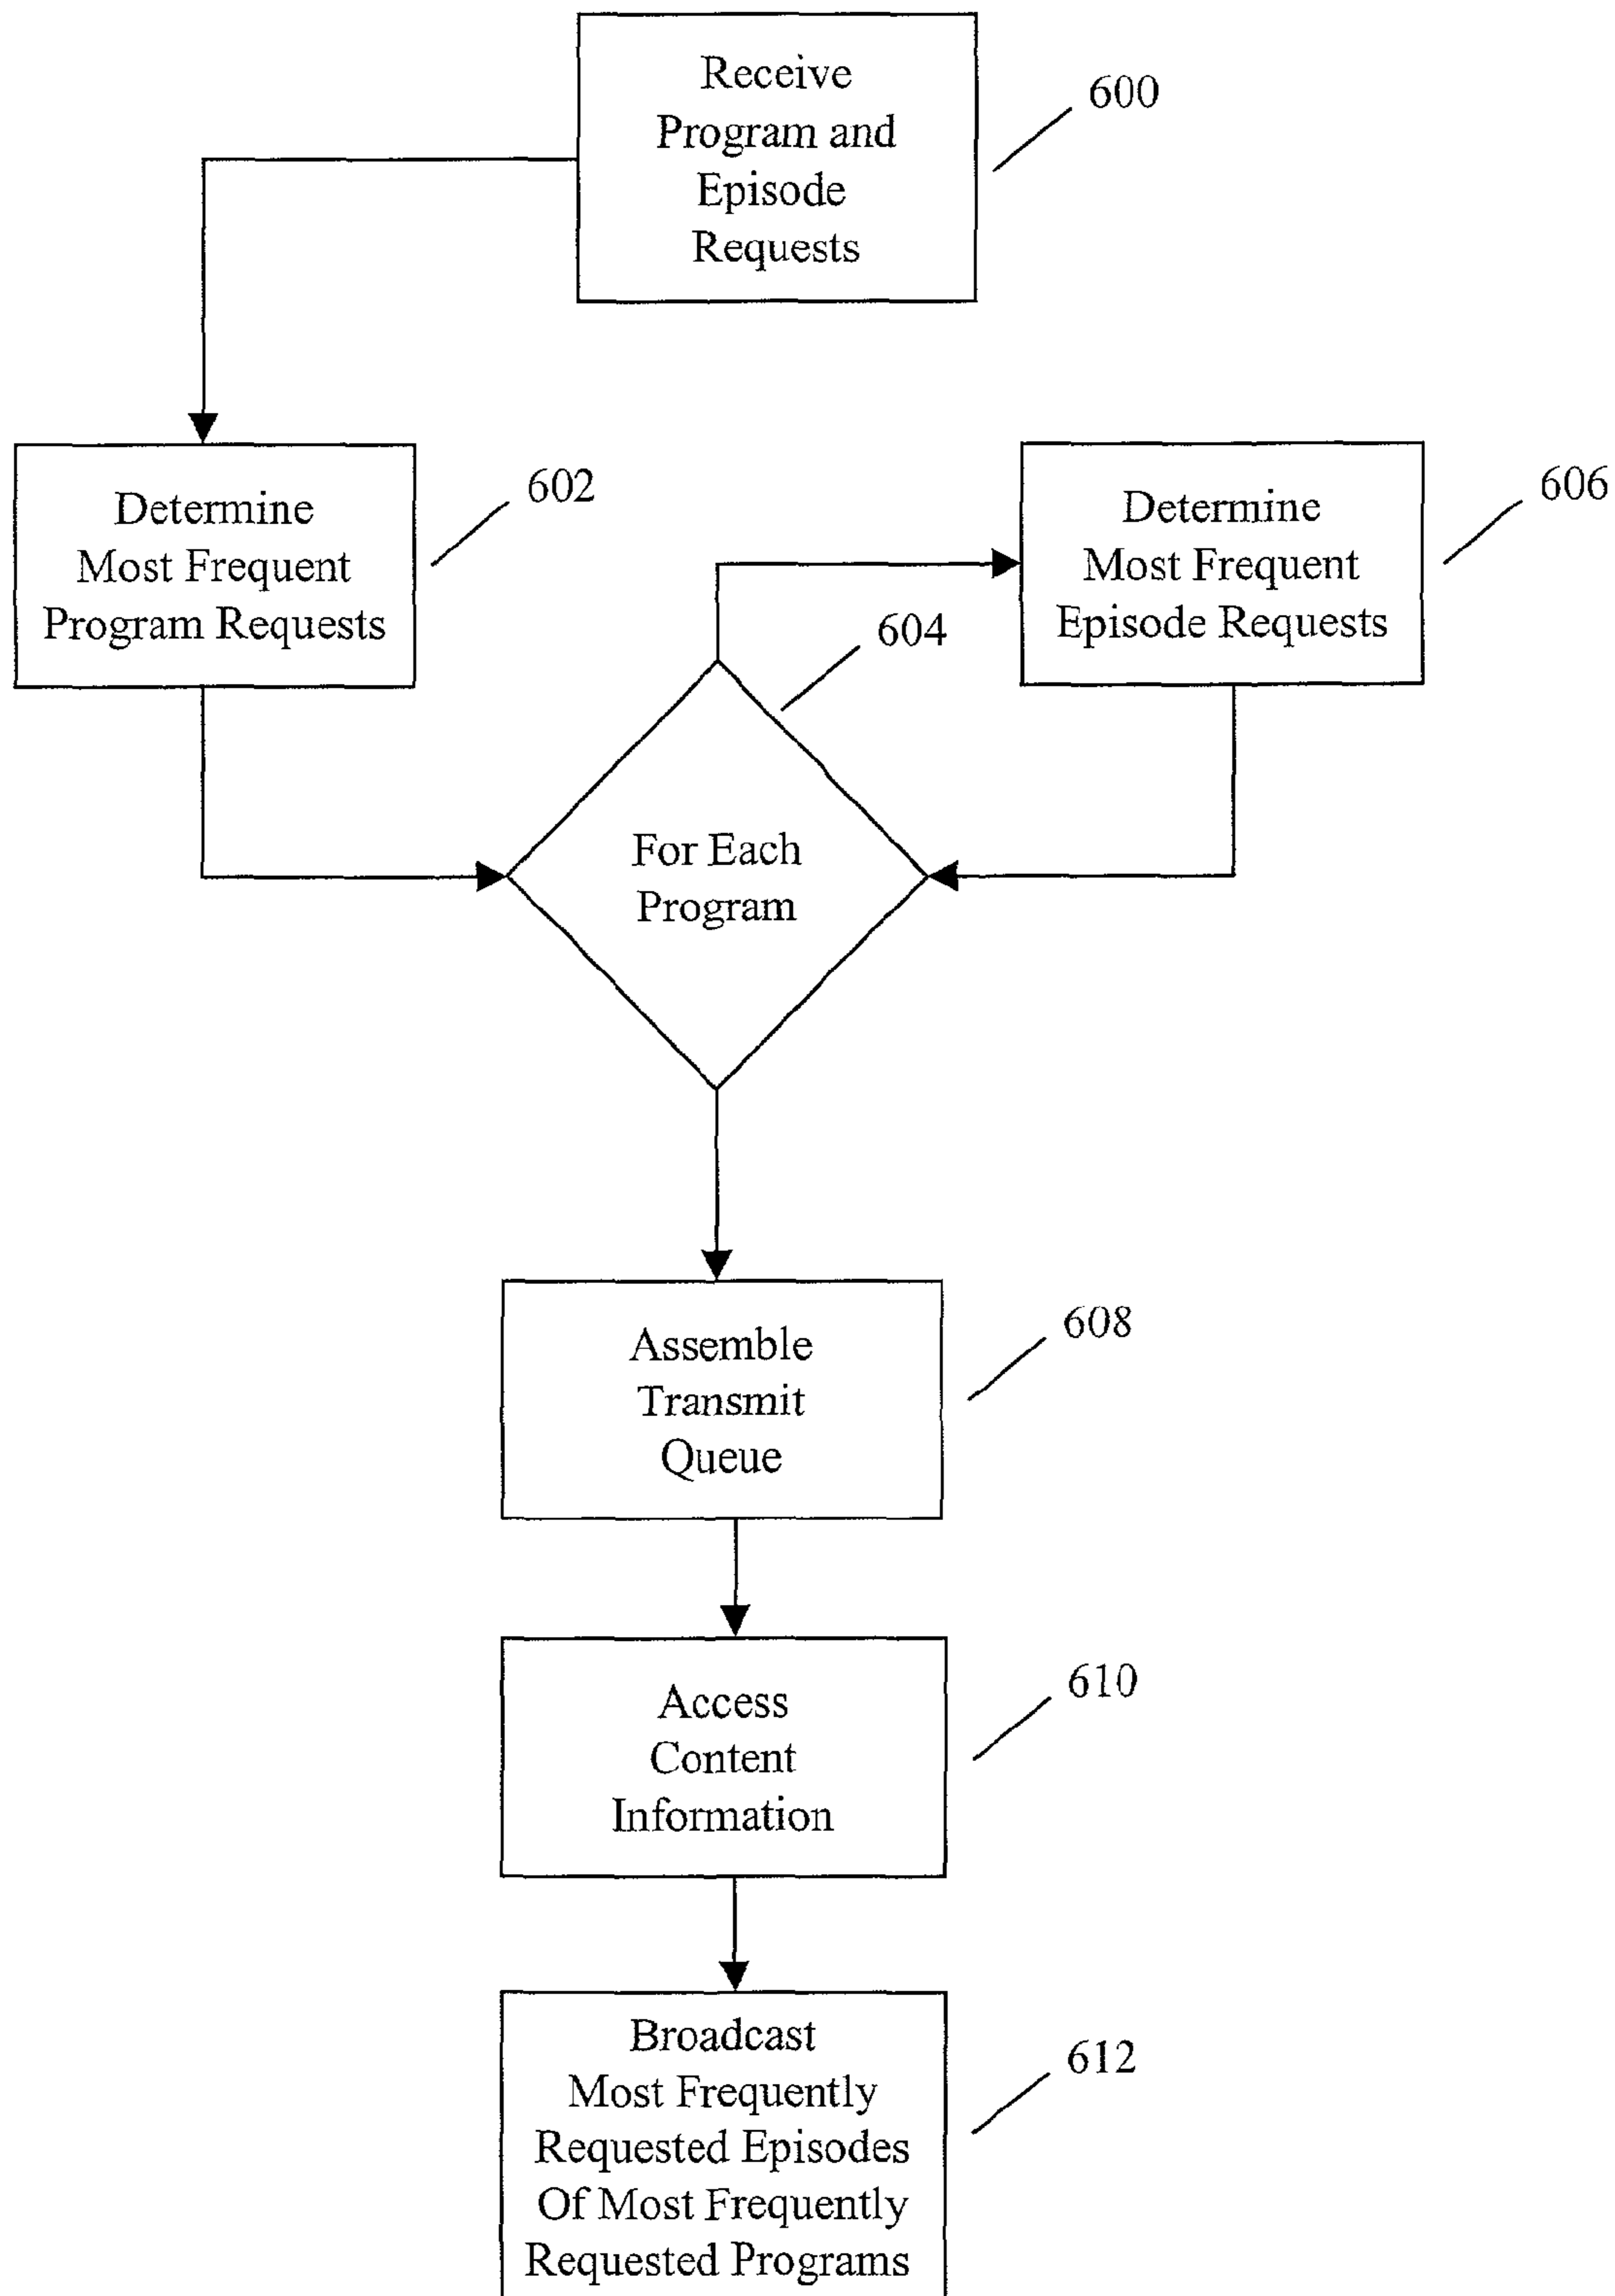 Receive
Program and
Episode
Requests
600
Determine
Most Frequent
Program Requests
602
Determine
Most Frequent
Episode Requests
606
604
For Each
Program
Assemble
Transmit
Queue
608
Access
Content
Information
610
Broadcast
Most Frequently
Requested Episodes
Of Most Frequently
Requested Programs
612